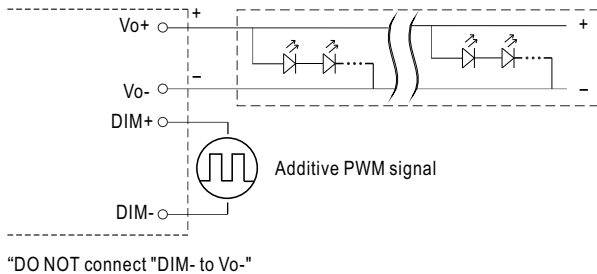 Vo+ + +
Vo- – –
DIM+
Additive PWM signal
DIM-
“DO NOT connect "DIM- to Vo-"